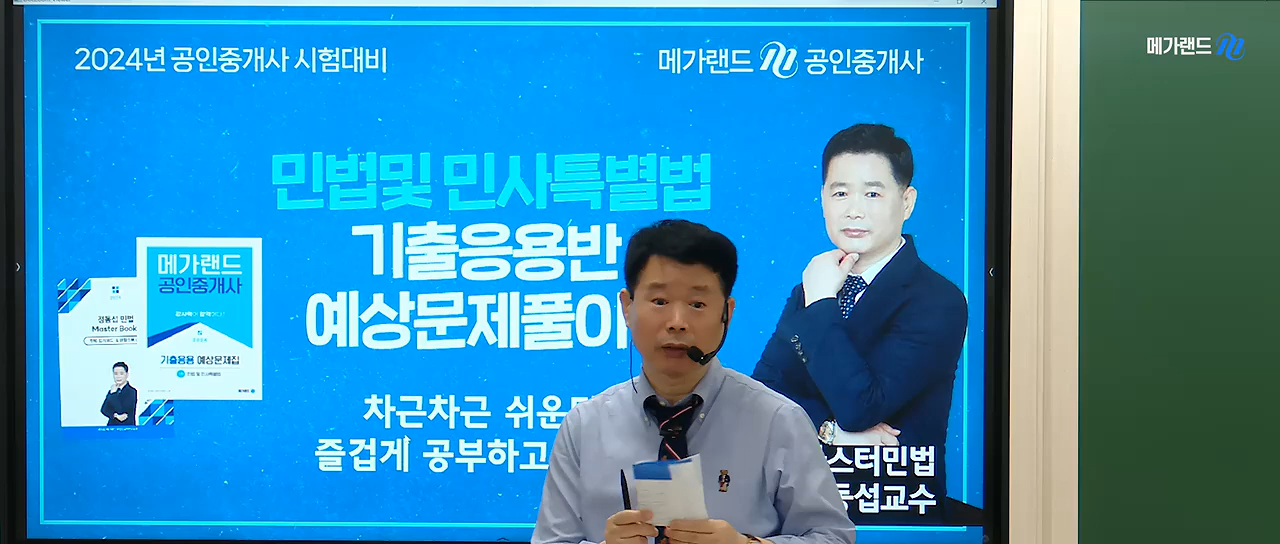 2024년 공인중개사 시험대비
메가랜드 공인중개사
메가랜드
민법및 민사특별법
기출응용반
예상문제풀이
차근차근 쉬운
즐겁게 공부하고
스터민법
동섭교수
메가랜드
공인중개사
기출응용 예상문제집
정동섭 민법
Master Book